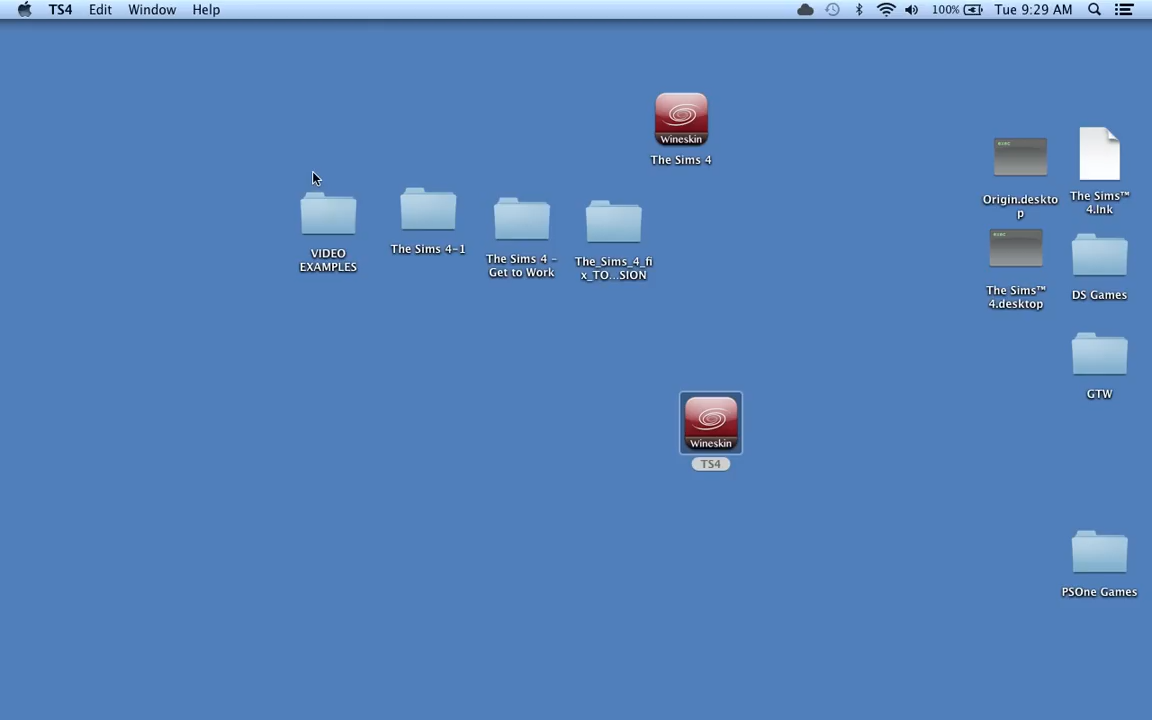 TS4 Edit Window Help
100% Tue 9:29 AM
Wineskin
The Sims 4
VIDEO
EXAMPLES
The Sims 4-1
The Sims 4 -
Get to Work
The_Sims_4_fi
x_TO...SION
Origin.deskto
p
The Sims™
4.lnk
The Sims™
4.desktop
DS Games
GTW
Wineskin
TS4
PSOne Games